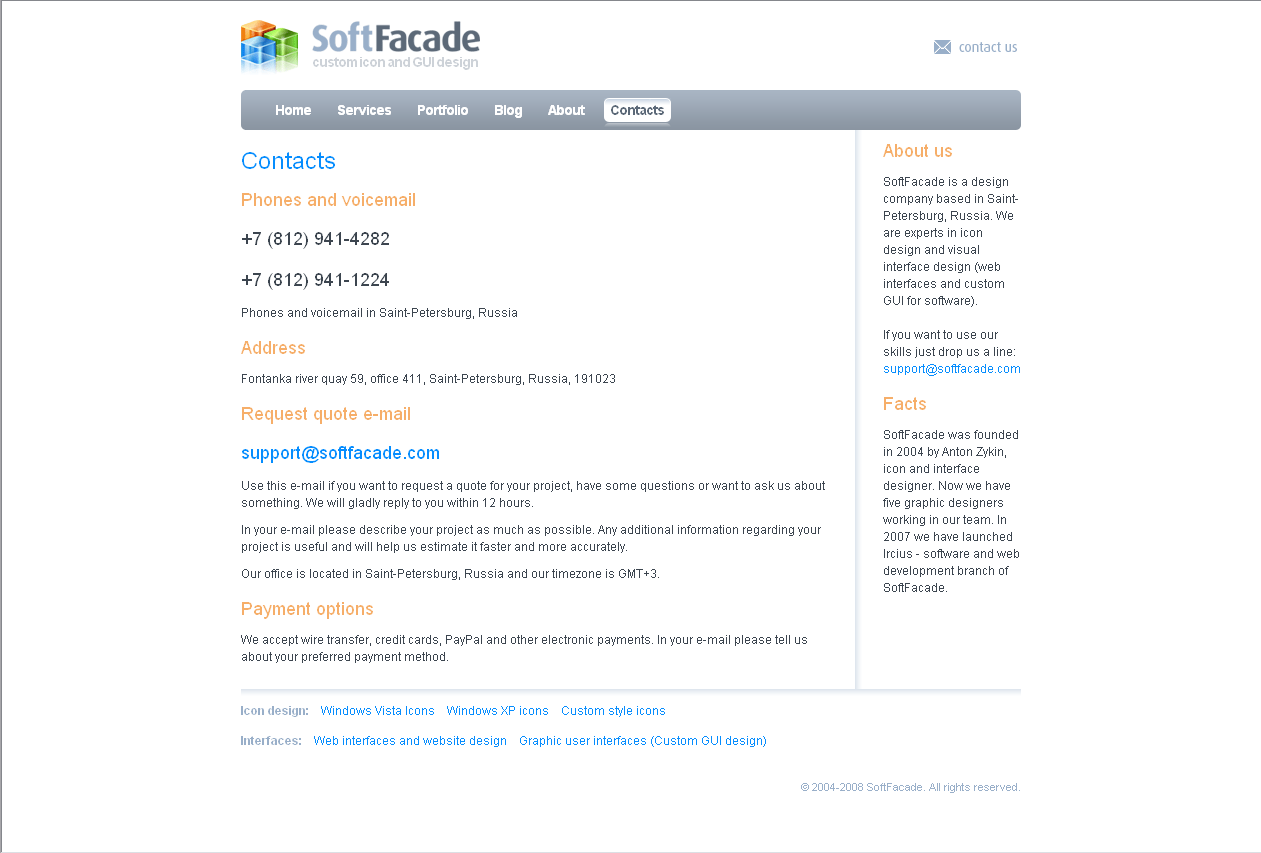 SoftFacade
custom icon and GUI design
contact us
Home Services Portfolio Blog About Contacts
Contacts
Phones and voicemail
+7 (812) 941-4282
+7 (812) 941-1224
Phones and voicemail in Saint-Petersburg, Russia
Address
Fontanka river quay 59, office 411, Saint-Petersburg, Russia, 191023
Request quote e-mail
support@softfacade.com
Use this e-mail if you want to request a quote for your project, have some questions or want to ask us about
something. We will gladly reply to you within 12 hours.
In your e-mail please describe your project as much as possible. Any additional information regarding your
project is useful and will help us estimate it faster and more accurately.
Our office is located in Saint-Petersburg, Russia and our timezone is GMT+3.
Payment options
We accept wire transfer, credit cards, PayPal and other electronic payments. In your e-mail please tell us
about your preferred payment method.
About us
SoftFacade is a design
company based in Saint-
Petersburg, Russia. We
are experts in icon
design and visual
interface design (web
interfaces and custom
GUI for software).
If you want to use our
skills just drop us a line:
support@softfacade.com
Facts
SoftFacade was founded
in 2004 by Anton Zykin,
icon and interface
designer. Now we have
five graphic designers
working in our team. In
2007 we have launched
Ircius - software and web
development branch of
SoftFacade.
Icon design: Windows Vista Icons Windows XP icons Custom style icons
Interfaces: Web interfaces and website design Graphic user interfaces (Custom GUI design)
© 2004-2008 SoftFacade. All rights reserved.